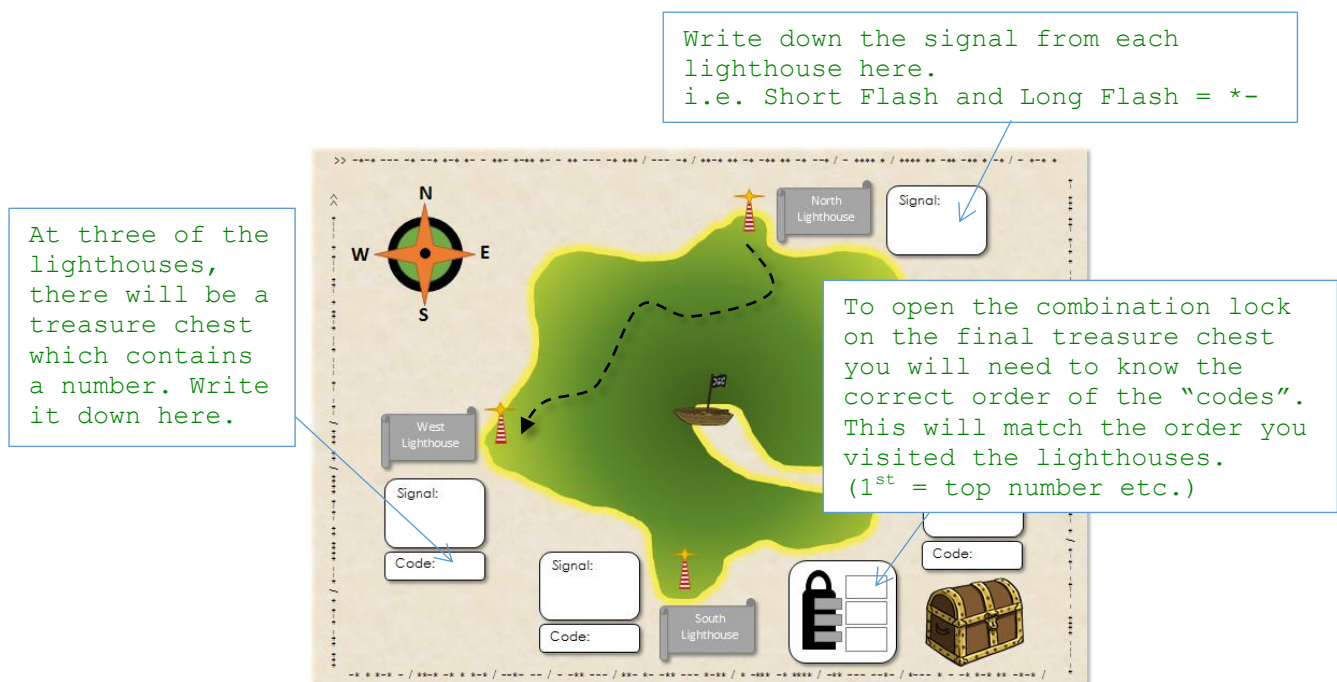 Write down the signal from each
lighthouse here.
i.e. Short Flash and Long Flash = *-
>> -*-* --- -* --* *-* *- - **- *-** *- - ** --- -* *** / --- -* / **-* ** -* -** ** -* --* / - **** * / **** ** -** -** * -* / - *-* *
N
W
E
S
North
Lighthouse
Signal:
At three of the
lighthouses,
there will be a
treasure chest
which contains
a number. Write
it down here.
To open the combination lock
on the final treasure chest
you will need to know the
correct order of the “codes”.
This will match the order you
visited the lighthouses.
(1st = top number etc.)
West
Lighthouse
Signal:
Code:
Signal:
Code:
South
Lighthouse
Code: